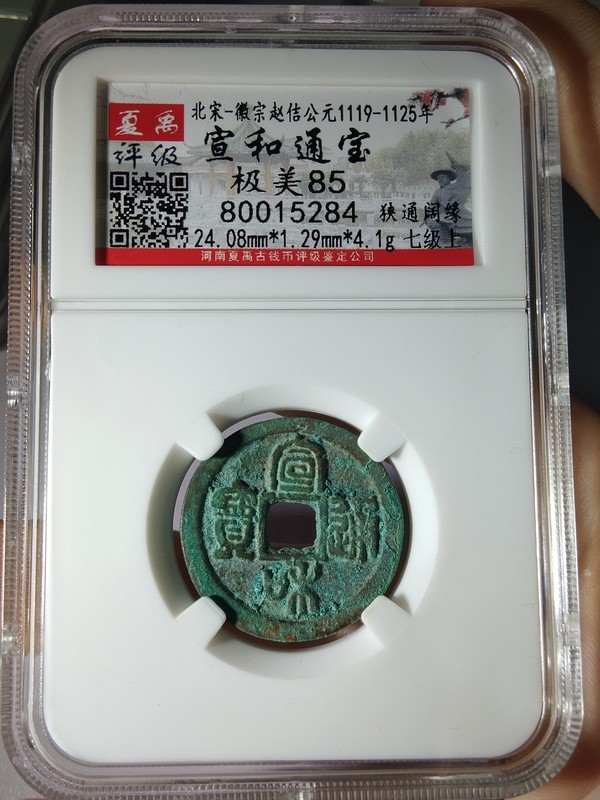 夏禹
评级
北宋-徽宗赵佶公元1119-1125年
宣和通宝
极美85
80015284 狭通阔缘
24.08mm*1.29mm*4.1g 七级上
河南夏禹古钱币评级鉴定公司
宣和通寶